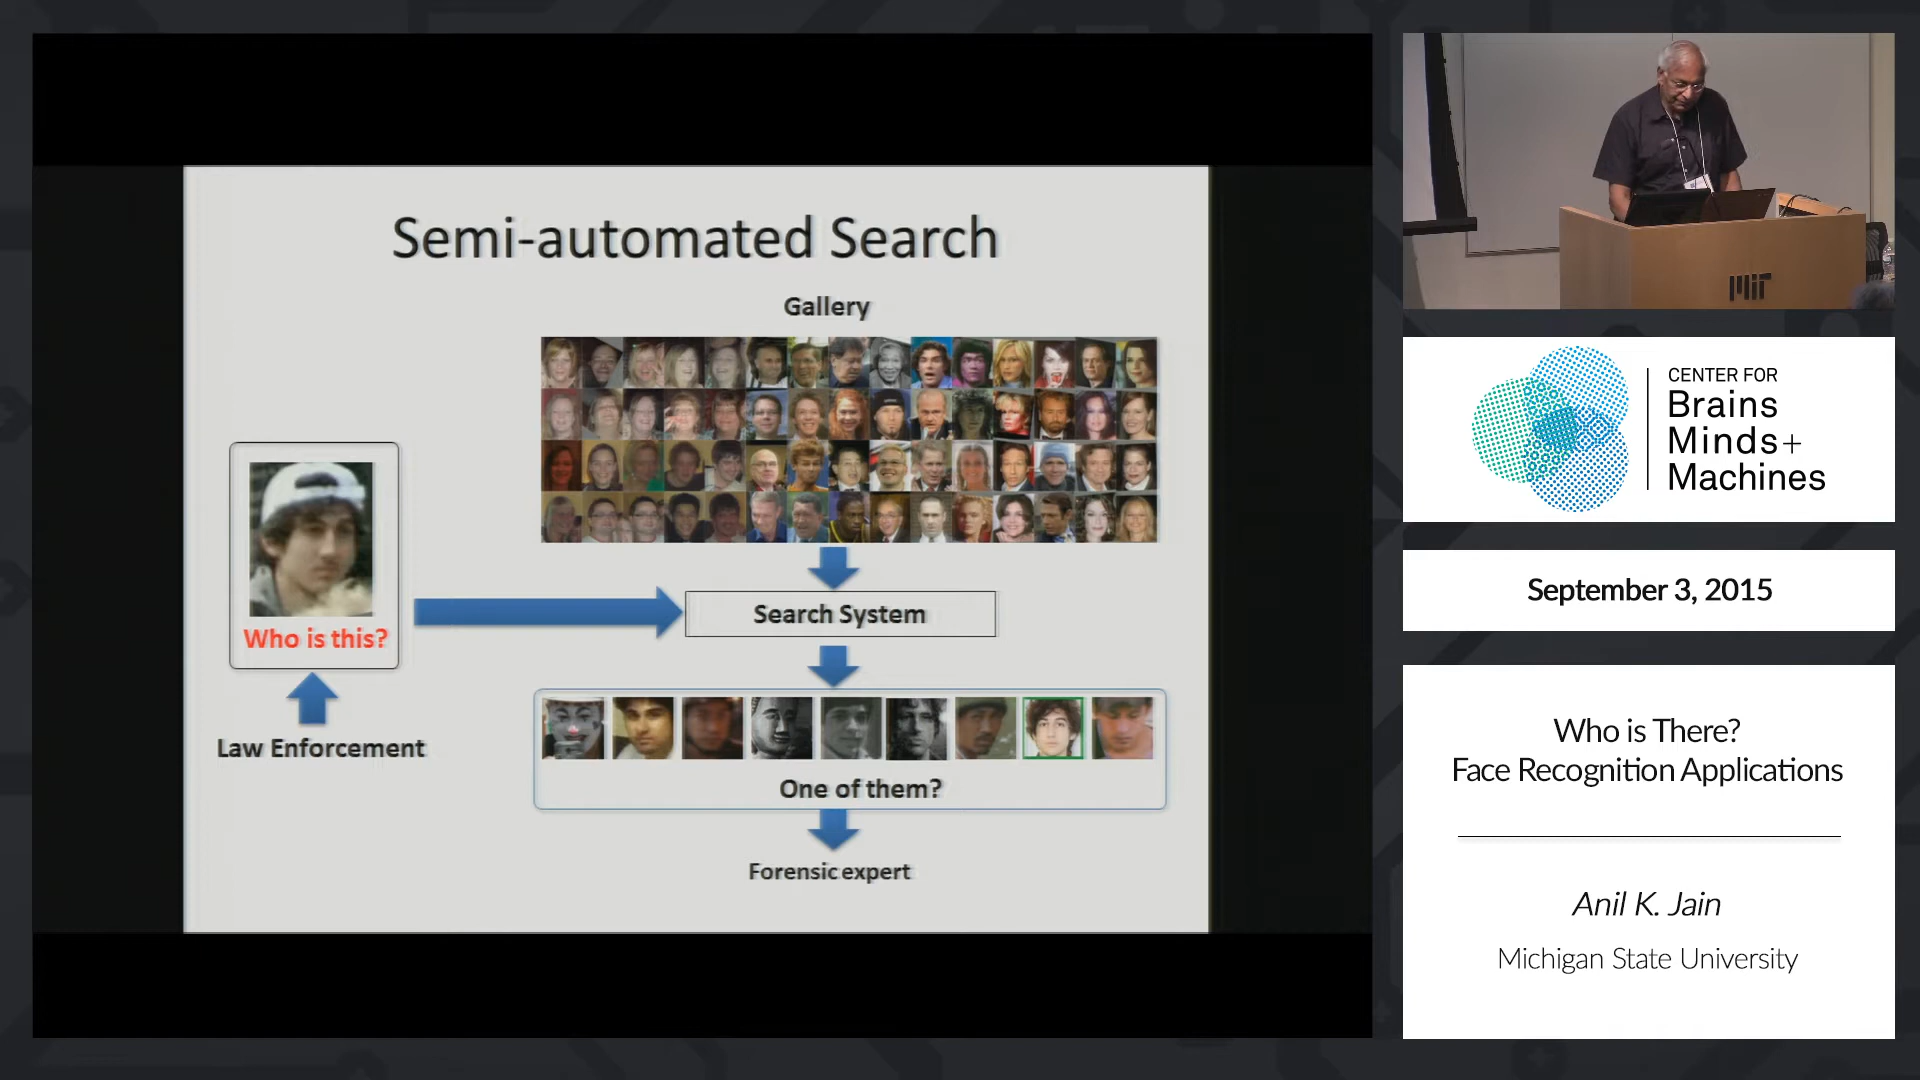 Semi-automated Search
Gallery
Who is this?
Search System
Law Enforcement
One of them?
Forensic expert
MIT
CENTER FOR
Brains
Minds+
Machines
September 3, 2015
Who is There?
Face Recognition Applications
Anil K. Jain
Michigan State University